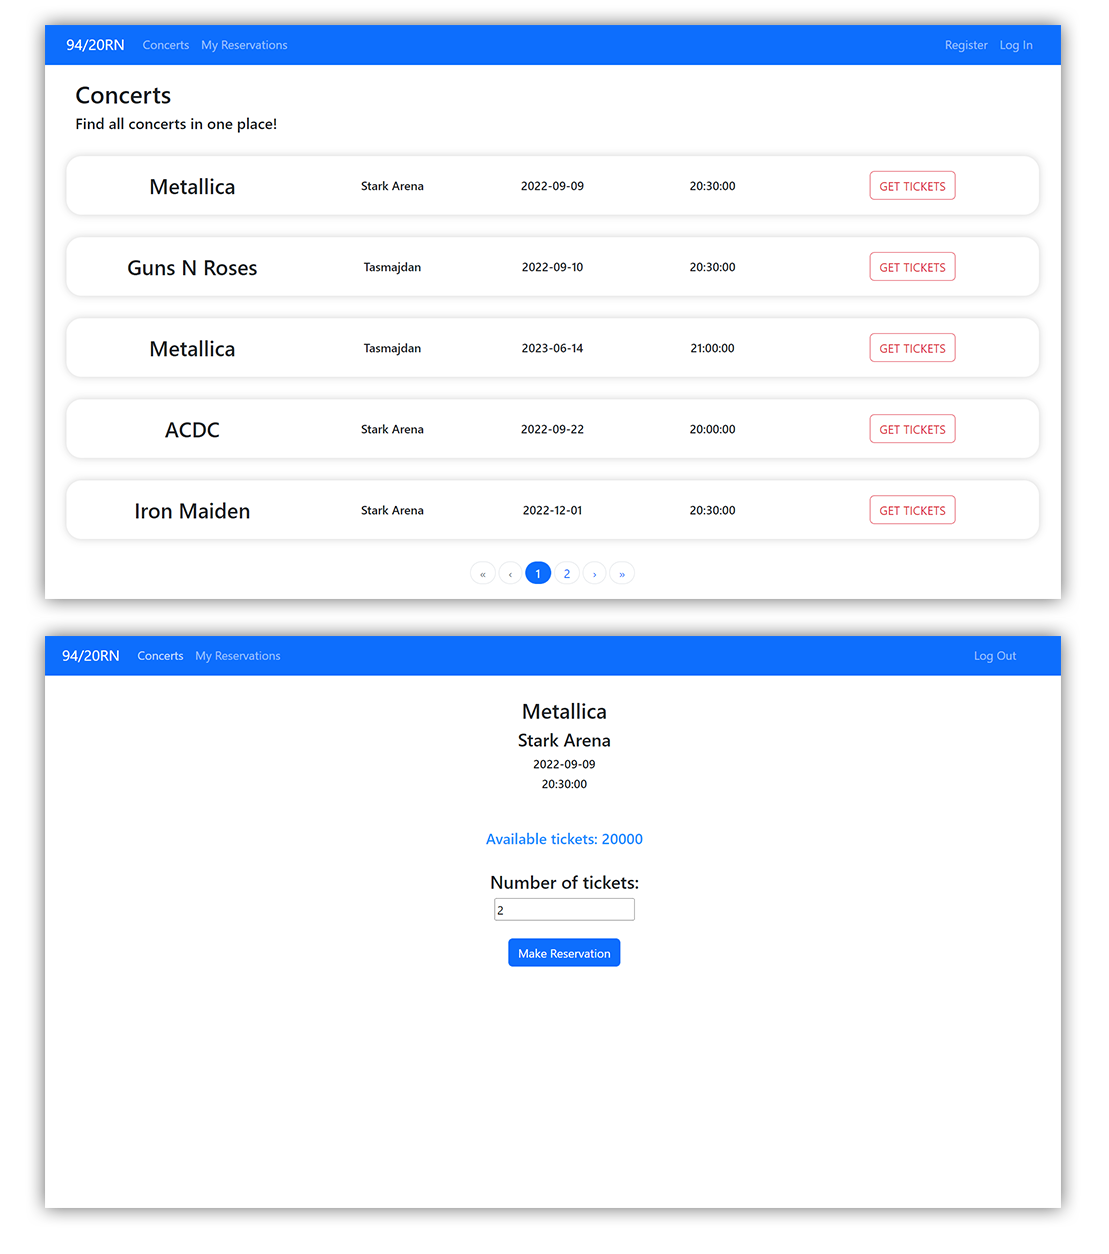 94/20RN Concerts My Reservations Register Log In
Concerts
Find all concerts in one place!
Metallica Stark Arena 2022-09-09 20:30:00 GET TICKETS
Guns N Roses Tasmajdan 2022-09-10 20:30:00 GET TICKETS
Metallica Tasmajdan 2023-06-14 21:00:00 GET TICKETS
ACDC Stark Arena 2022-09-22 20:00:00 GET TICKETS
Iron Maiden Stark Arena 2022-12-01 20:30:00 GET TICKETS
« ‹ 1 2 › »
94/20RN Concerts My Reservations Log Out
Metallica
Stark Arena
2022-09-09
20:30:00
Available tickets: 20000
Number of tickets:
2
Make Reservation